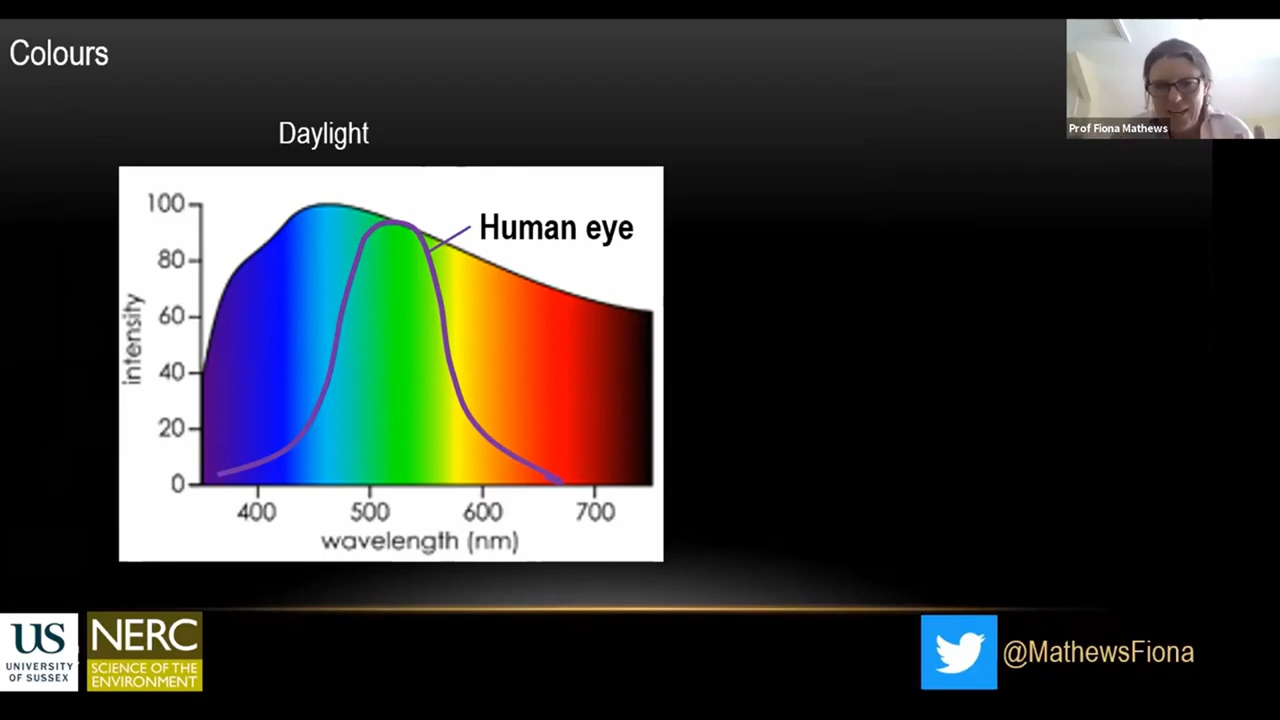 Colours
Prof Fiona Mathews
Daylight
Human eye
100
80
60
40
20
0
intensity
400 500 600 700
wavelength (nm)
US
UNIVERSITY
OF SUSSEX
NERC
SCIENCE OF THE
ENVIRONMENT
@MathewsFiona